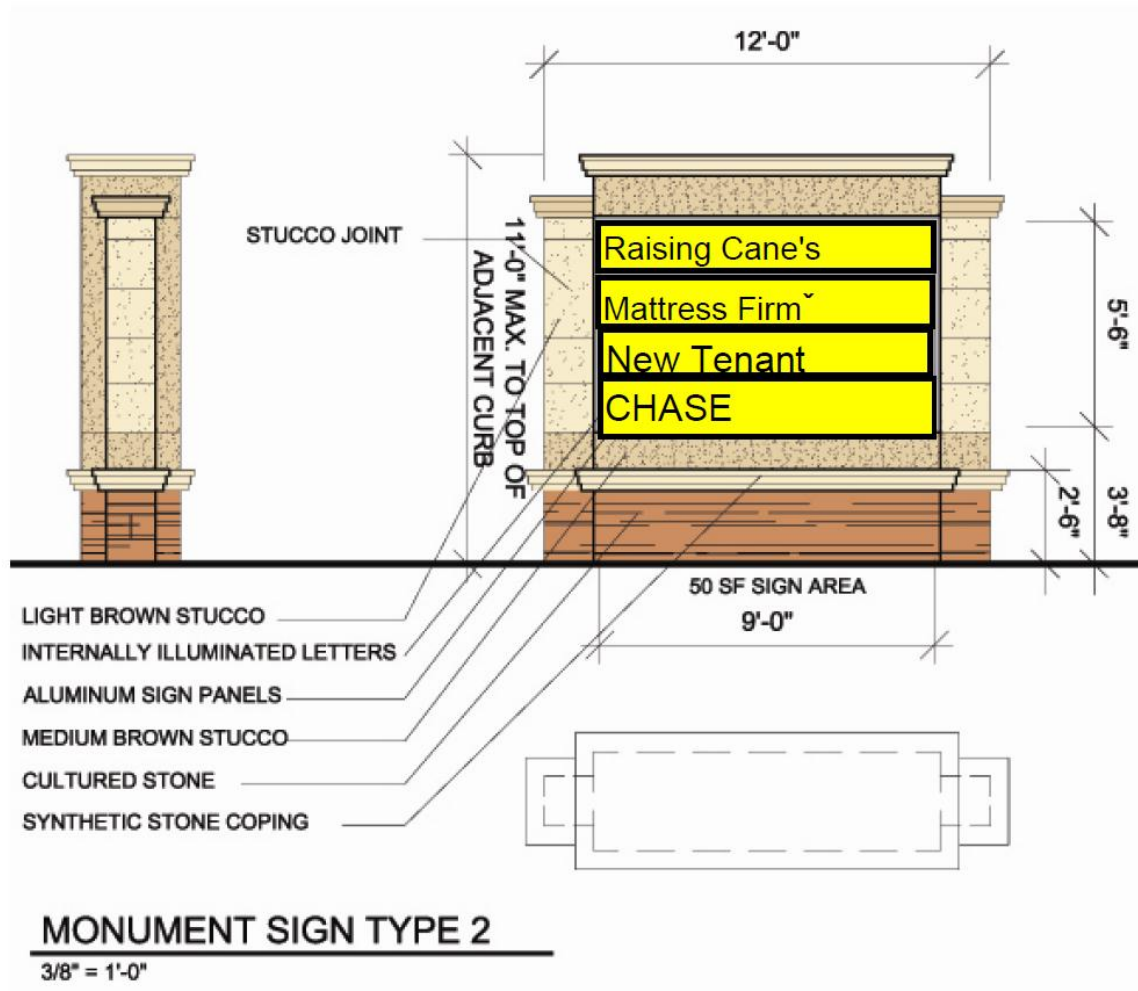 12'-0"
STUCCO JOINT
11'-0" MAX. TO TOP OF
ADJACENT CURB
Raising Cane's
Mattress Firmˇ
New Tenant
CHASE
5'-6"
2'-6"
3'-8"
50 SF SIGN AREA
9'-0"
LIGHT BROWN STUCCO
INTERNALLY ILLUMINATED LETTERS
ALUMINUM SIGN PANELS
MEDIUM BROWN STUCCO
CULTURED STONE
SYNTHETIC STONE COPING
MONUMENT SIGN TYPE 2
3/8" = 1'-0"